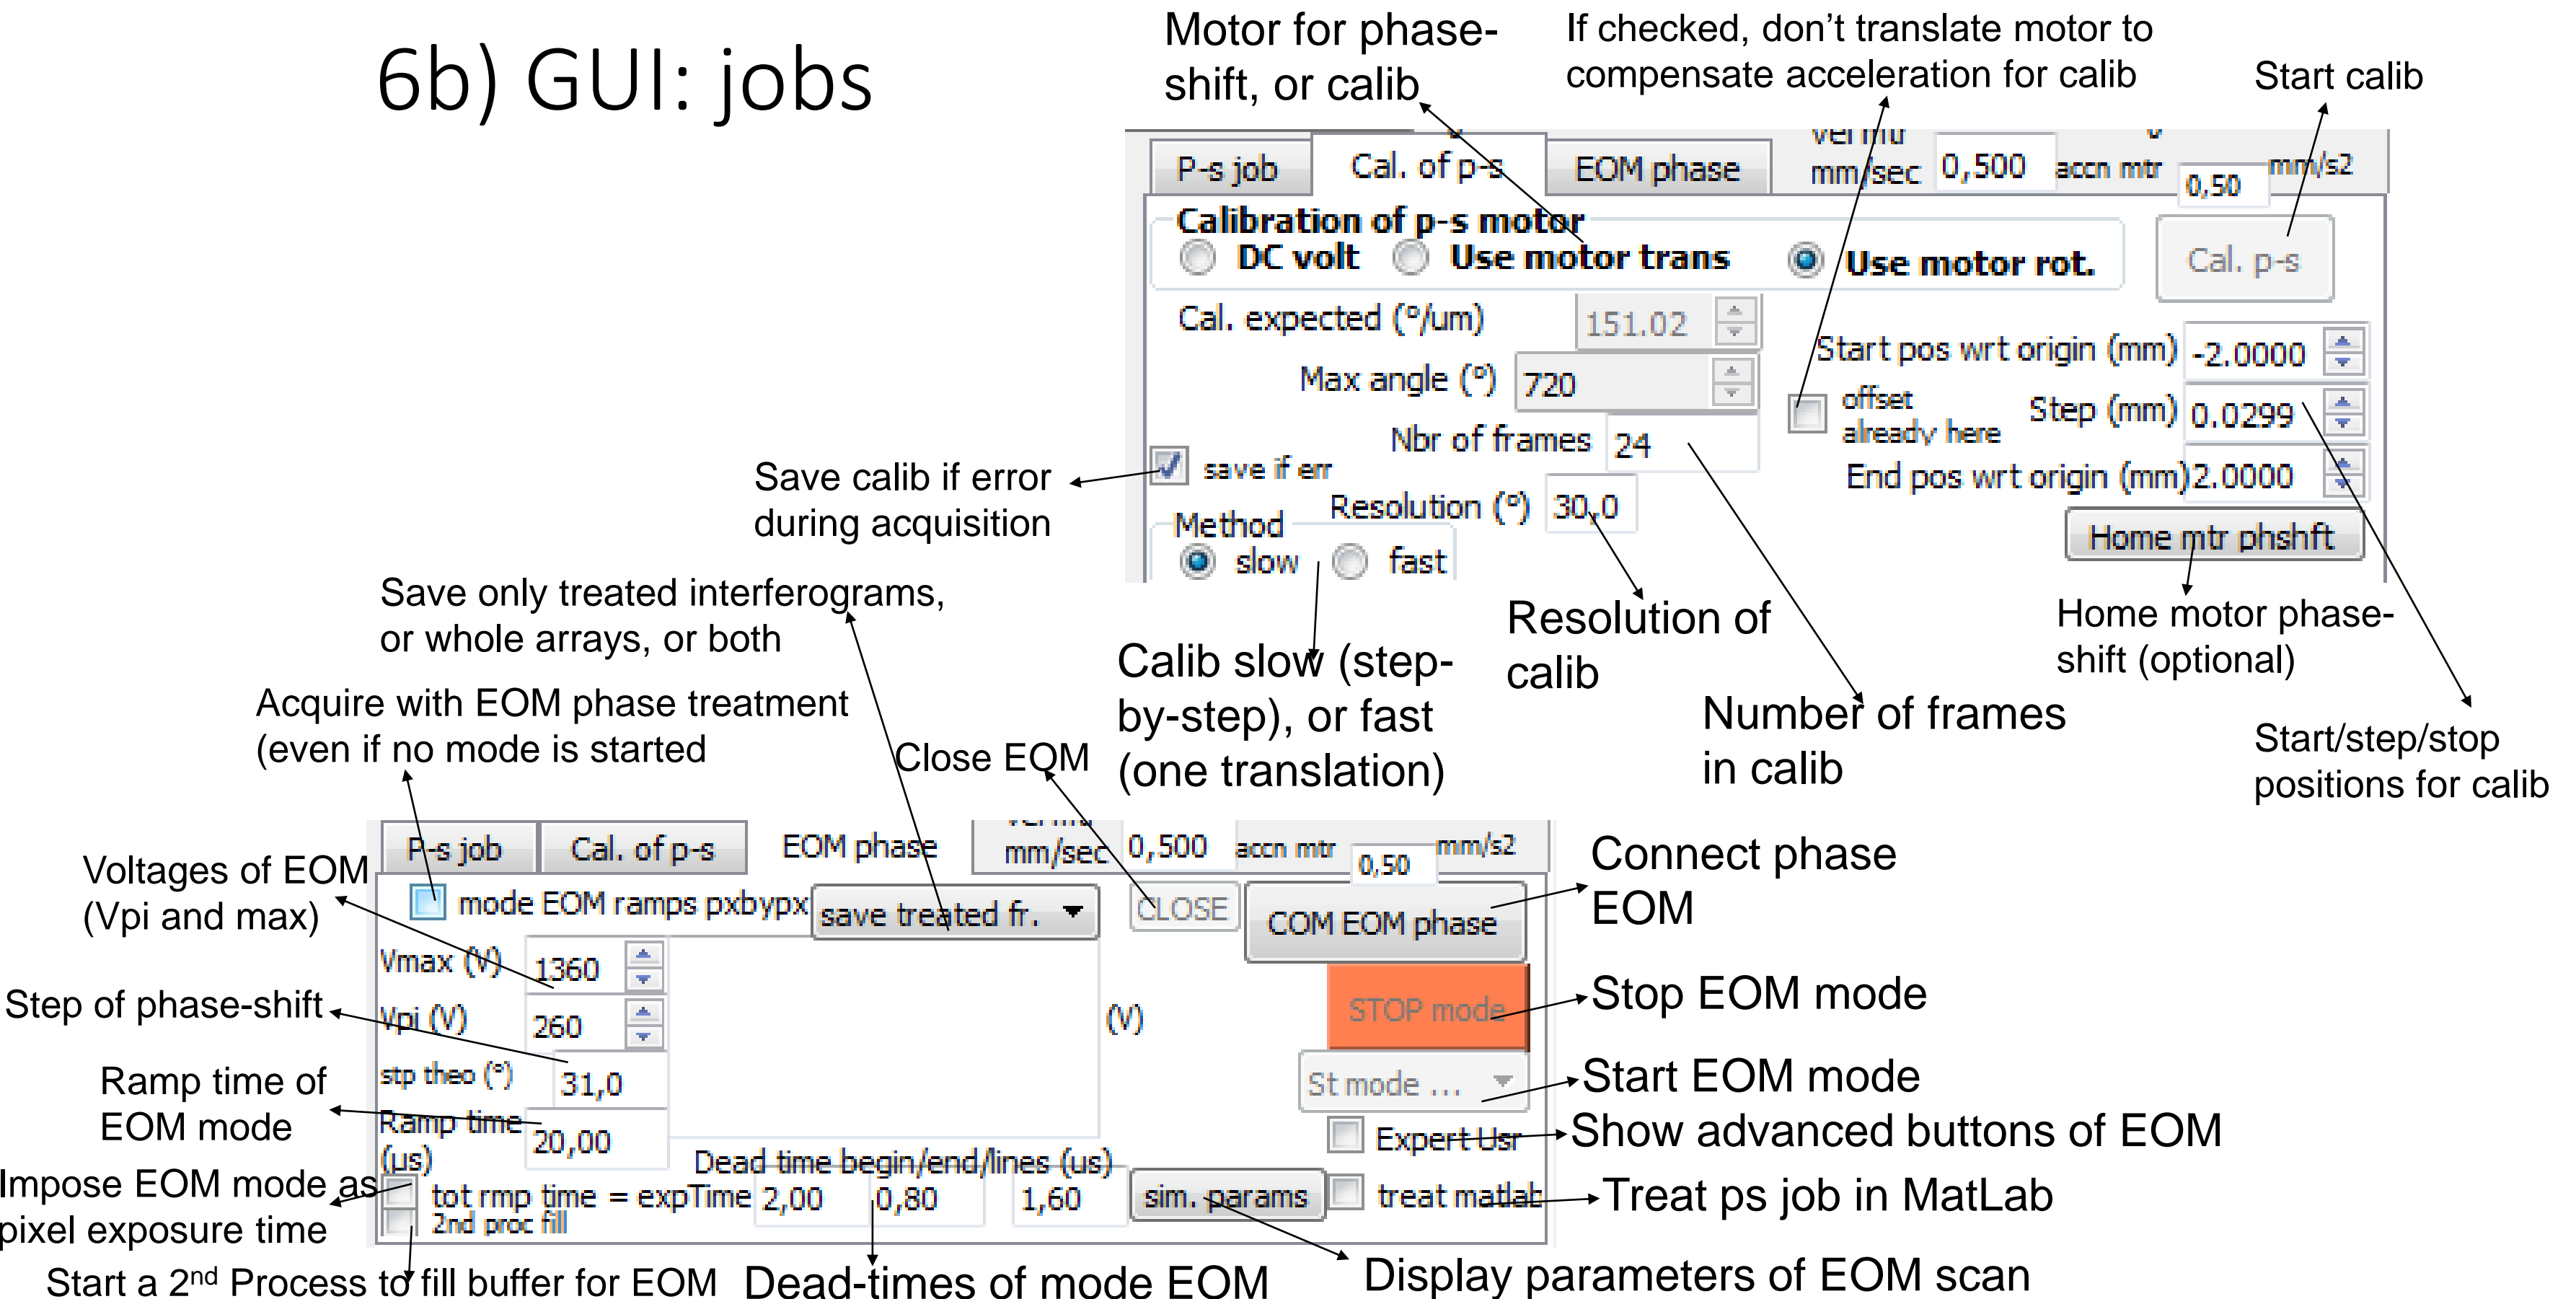 6b) GUI: jobs
Motor for phase-
shift, or calib
If checked, don't translate motor to
compensate acceleration for calib
Start calib
P-s job
Cal. of p-s
EOM phase
mm/sec
0,500
accn mtr
0,50
mm/s2
Calibration of p-s motor
DC volt
Use motor trans
Use motor rot.
Cal. p-s
Cal. expected (°/um)
151.02
Max angle (°)
720
Nbr of frames
24
save if err
Resolution (°)
30,0
Method
slow
fast
offset
already here
Start pos wrt origin (mm)
-2.0000
Step (mm)
0.0299
End pos wrt origin (mm)
2.0000
Home mtr phshft
Save calib if error
during acquisition
Save only treated interferograms,
or whole arrays, or both
Acquire with EOM phase treatment
(even if no mode is started
Close EOM
Calib slow (step-
by-step), or fast
(one translation)
Resolution of
calib
Number of frames
in calib
Home motor phase-
shift (optional)
Start/step/stop
positions for calib
P-s job
Cal. of p-s
EOM phase
mm/sec
0,500
accn mtr
0,50
mm/s2
mode EOM ramps pxbypx
save treated fr.
CLOSE
COM EOM phase
Vmax (V)
1360
Vpi (V)
260
(V)
STOP mode
stp theo (°)
31,0
St mode ...
Ramp time
(µs)
20,00
Expert Usr
Dead time begin/end/lines (us)
tot rmp time = expTime
2,00
0,80
1,60
sim. params
treat matlab
2nd proc fill
Voltages of EOM
(Vpi and max)
Step of phase-shift
Ramp time of
EOM mode
Impose EOM mode as
pixel exposure time
Start a 2nd Process to fill buffer for EOM
Dead-times of mode EOM
Display parameters of EOM scan
Connect phase
EOM
Stop EOM mode
Start EOM mode
Show advanced buttons of EOM
Treat ps job in MatLab